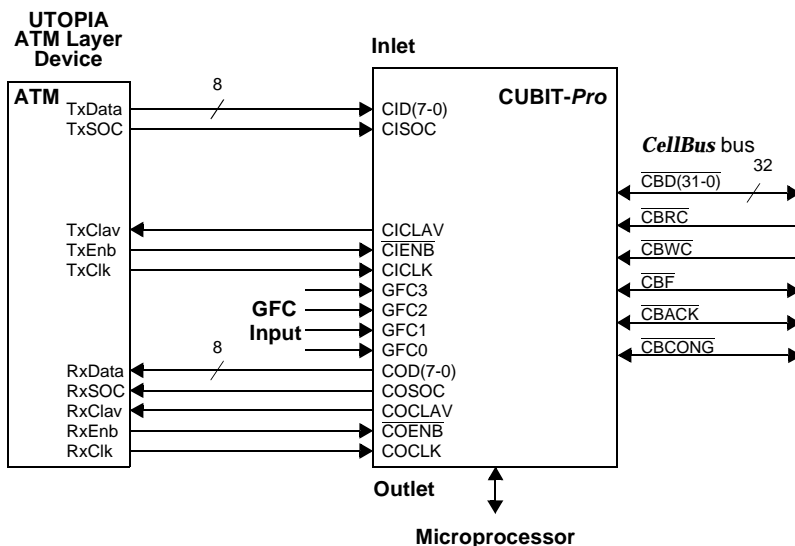 UTOPIA
ATM Layer
Device
Inlet
ATM
CUBIT-Pro
TxData
8
CID(7-0)
TxSOC
CISOC
CellBus bus
CBD(31-0)
32
CBRC
TxClav
CICLAV
TxEnb
CIENB
CBWC
TxClk
CICLK
GFC
Input
GFC3
GFC2
GFC1
GFC0
CBF
CBACK
CBCONG
RxData
8
COD(7-0)
RxSOC
COSOC
RxClav
COCLAV
RxEnb
COENB
RxClk
COCLK
Outlet
Microprocessor